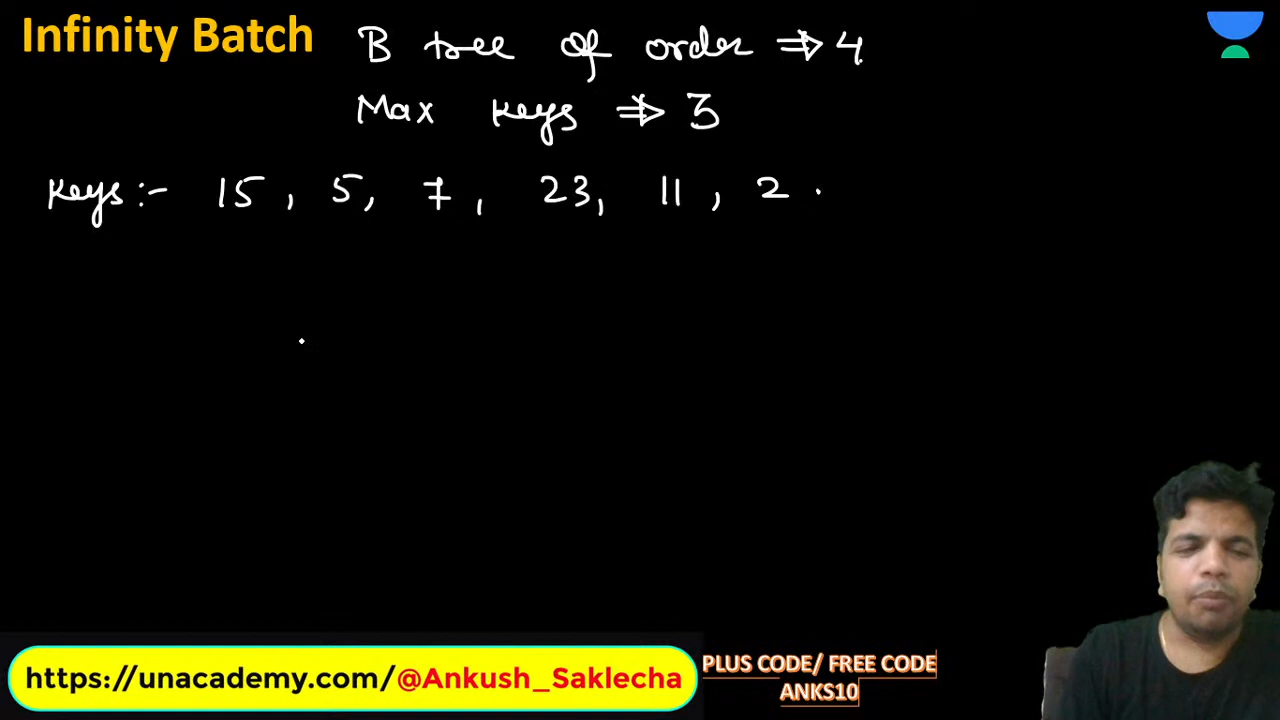 Infinity Batch
B tree of order ⇒ 4
Max keys ⇒ 3
keys :- 15, 5, 7, 23, 11, 2.
https://unacademy.com/@Ankush_Saklecha
PLUS CODE/ FREE CODE
ANKS10